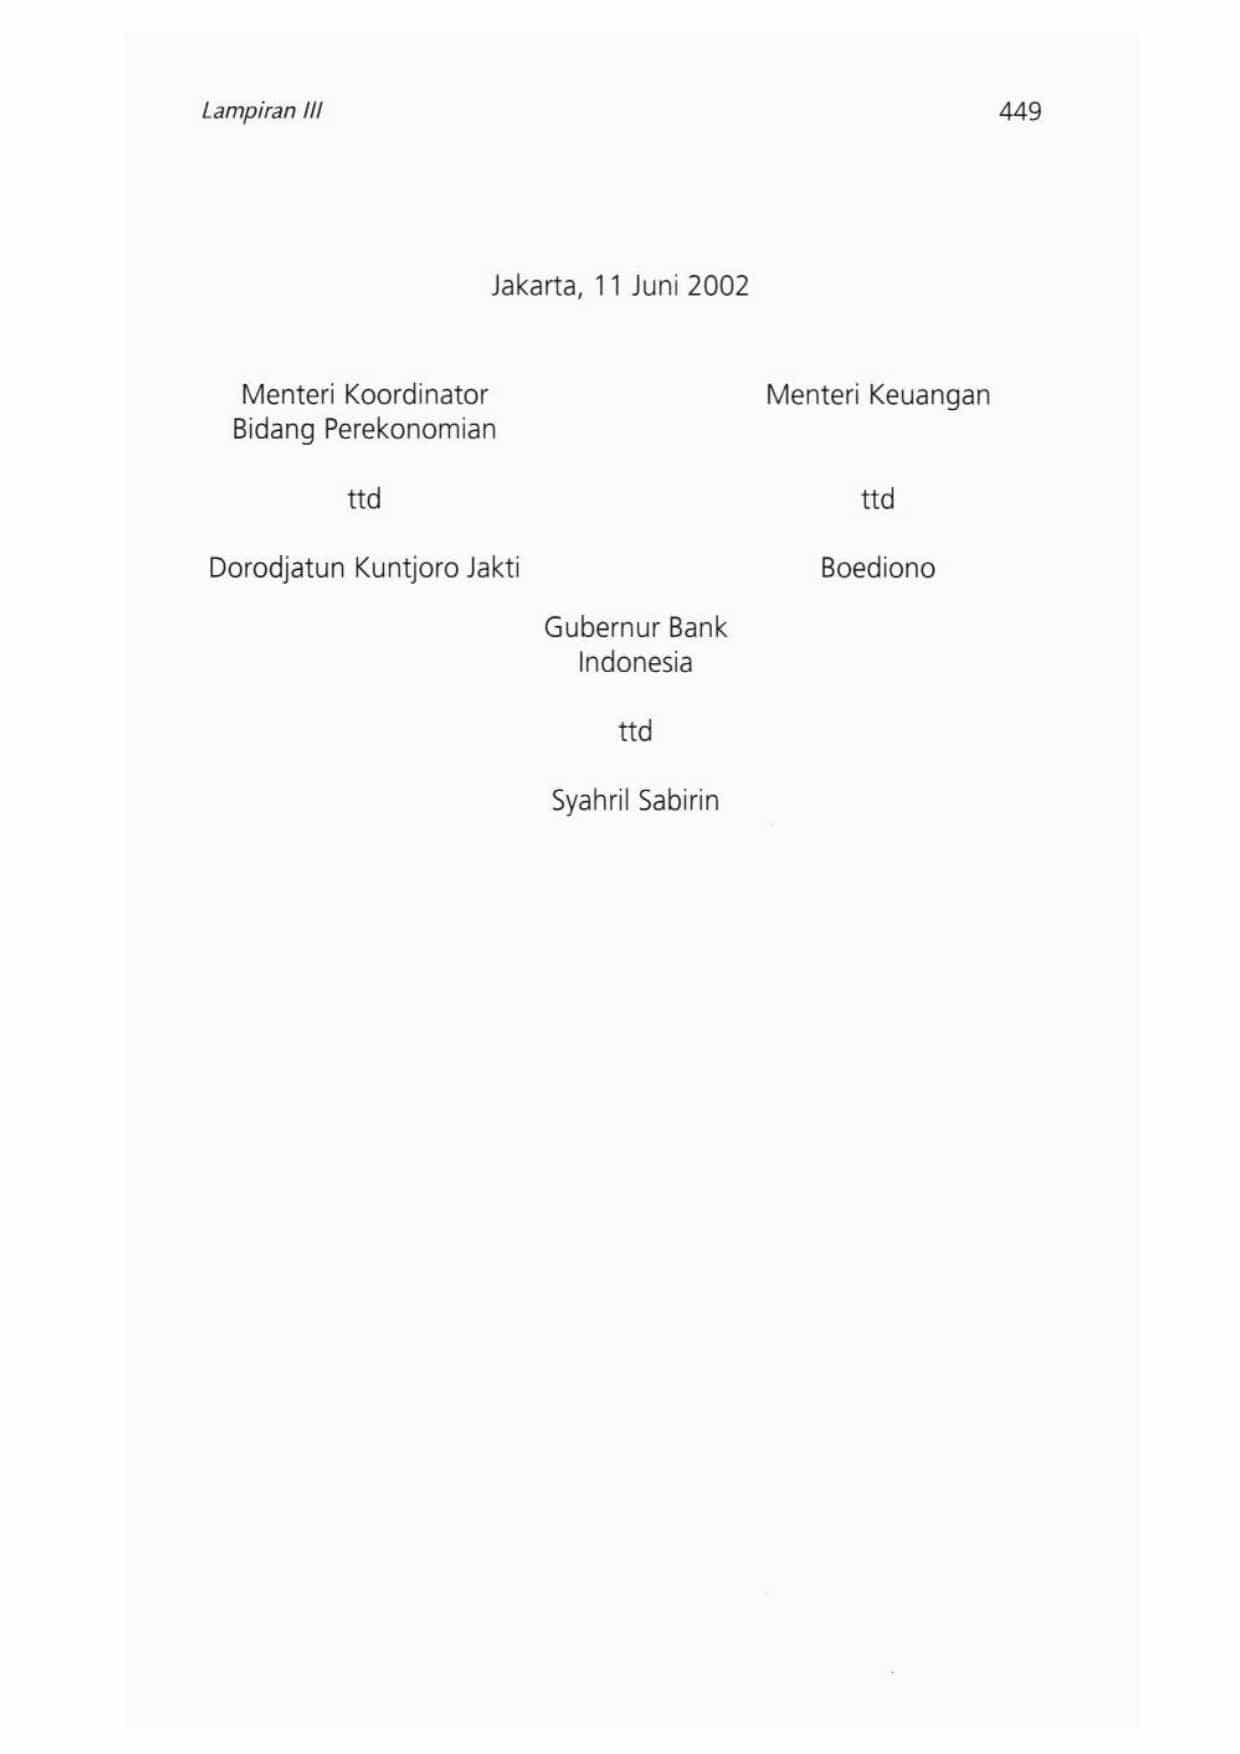 Lampiran III 449
Jakarta, 11 Juni 2002
Menteri Koordinator
Bidang Perekonomian
ttd
Dorodjatun Kuntjoro Jakti
Menteri Keuangan
ttd
Boediono
Gubernur Bank
Indonesia
ttd
Syahril Sabirin